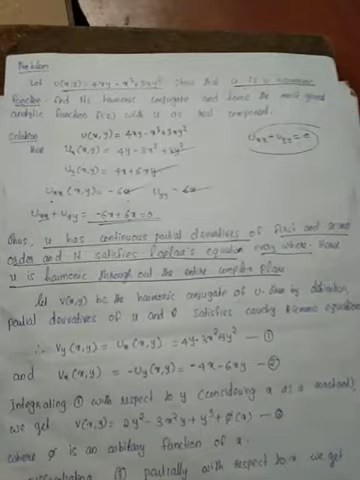 Problem
Let U(x,y) = 4xy - x³ + 3xy² show that u is a harmonic
function. find its harmonic conjugate and hence the most general
analytic function f(z) with u as real component.
Solution
u(x,y) = 4xy - x³ + 3xy²
Uxx + Uyy = 0
Ux(x,y) = 4y - 3x² + 3y²
Uy(x,y) = 4x + 6xy
Uxx(x,y) = -6x Uyy = 6x
Uxx + Uyy = -6x + 6x = 0
Thus, u has continuous partial derivatives of first and second
order and it satisfies Laplace's equation every where. Hence
u is harmonic through out the entire complex plane
let V(x,y) be the harmonic conjugate of U. by definition,
partial derivatives of u and satisfies cauchy Riemann equation
∴ Vy(x,y) = Ux(x,y) = 4y - 3x² + 3y² — ①
and Vx(x,y) = -Uy(x,y) = -4x - 6xy — ②
Integrating ① with respect to y (considering x as a constant),
we get V(x,y) = 2y² - 3x²y + y³ + φ(x) — ③
where φ is an arbitary function of x.
③ partially with respect to x we get